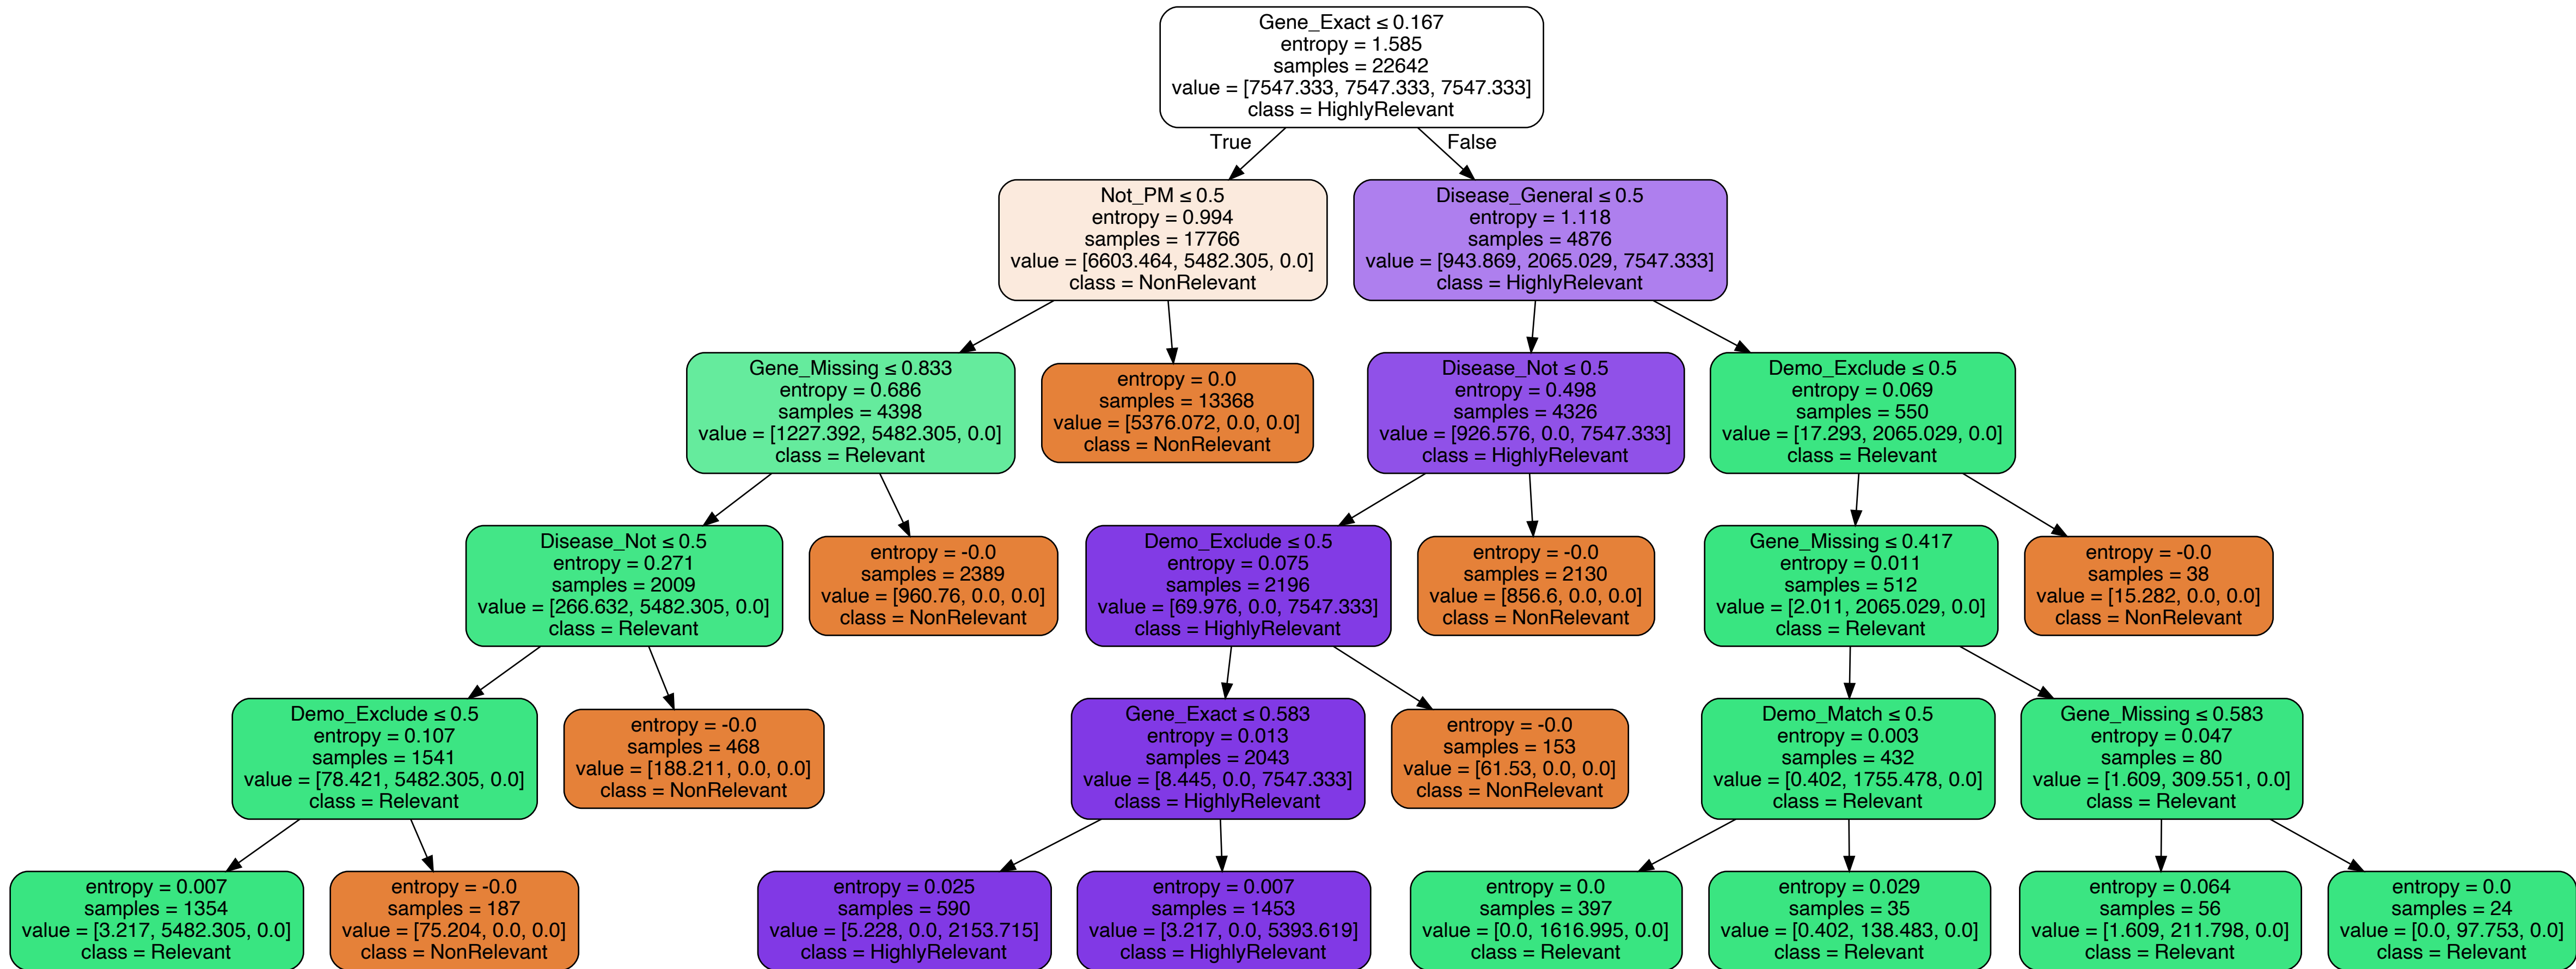 Gene_Exact ≤ 0.167
entropy = 1.585
samples = 22642
value = [7547.333, 7547.333, 7547.333]
class = HighlyRelevant
True
False
Not_PM ≤ 0.5
entropy = 0.994
samples = 17766
value = [6603.464, 5482.305, 0.0]
class = NonRelevant
Disease_General ≤ 0.5
entropy = 1.118
samples = 4876
value = [943.869, 2065.029, 7547.333]
class = HighlyRelevant
Gene_Missing ≤ 0.833
entropy = 0.686
samples = 4398
value = [1227.392, 5482.305, 0.0]
class = Relevant
entropy = 0.0
samples = 13368
value = [5376.072, 0.0, 0.0]
class = NonRelevant
Disease_Not ≤ 0.5
entropy = 0.498
samples = 4326
value = [926.576, 0.0, 7547.333]
class = HighlyRelevant
Demo_Exclude ≤ 0.5
entropy = 0.069
samples = 550
value = [17.293, 2065.029, 0.0]
class = Relevant
Disease_Not ≤ 0.5
entropy = 0.271
samples = 2009
value = [266.632, 5482.305, 0.0]
class = Relevant
entropy = -0.0
samples = 2389
value = [960.76, 0.0, 0.0]
class = NonRelevant
Demo_Exclude ≤ 0.5
entropy = 0.075
samples = 2196
value = [69.976, 0.0, 7547.333]
class = HighlyRelevant
entropy = -0.0
samples = 2130
value = [856.6, 0.0, 0.0]
class = NonRelevant
Gene_Missing ≤ 0.417
entropy = 0.011
samples = 512
value = [2.011, 2065.029, 0.0]
class = Relevant
entropy = -0.0
samples = 38
value = [15.282, 0.0, 0.0]
class = NonRelevant
Demo_Exclude ≤ 0.5
entropy = 0.107
samples = 1541
value = [78.421, 5482.305, 0.0]
class = Relevant
entropy = -0.0
samples = 468
value = [188.211, 0.0, 0.0]
class = NonRelevant
Gene_Exact ≤ 0.583
entropy = 0.013
samples = 2043
value = [8.445, 0.0, 7547.333]
class = HighlyRelevant
entropy = -0.0
samples = 153
value = [61.53, 0.0, 0.0]
class = NonRelevant
Demo_Match ≤ 0.5
entropy = 0.003
samples = 432
value = [0.402, 1755.478, 0.0]
class = Relevant
Gene_Missing ≤ 0.583
entropy = 0.047
samples = 80
value = [1.609, 309.551, 0.0]
class = Relevant
entropy = 0.007
samples = 1354
value = [3.217, 5482.305, 0.0]
class = Relevant
entropy = -0.0
samples = 187
value = [75.204, 0.0, 0.0]
class = NonRelevant
entropy = 0.025
samples = 590
value = [5.228, 0.0, 2153.715]
class = HighlyRelevant
entropy = 0.007
samples = 1453
value = [3.217, 0.0, 5393.619]
class = HighlyRelevant
entropy = 0.0
samples = 397
value = [0.0, 1616.995, 0.0]
class = Relevant
entropy = 0.029
samples = 35
value = [0.402, 138.483, 0.0]
class = Relevant
entropy = 0.064
samples = 56
value = [1.609, 211.798, 0.0]
class = Relevant
entropy = 0.0
samples = 24
value = [0.0, 97.753, 0.0]
class = Relevant